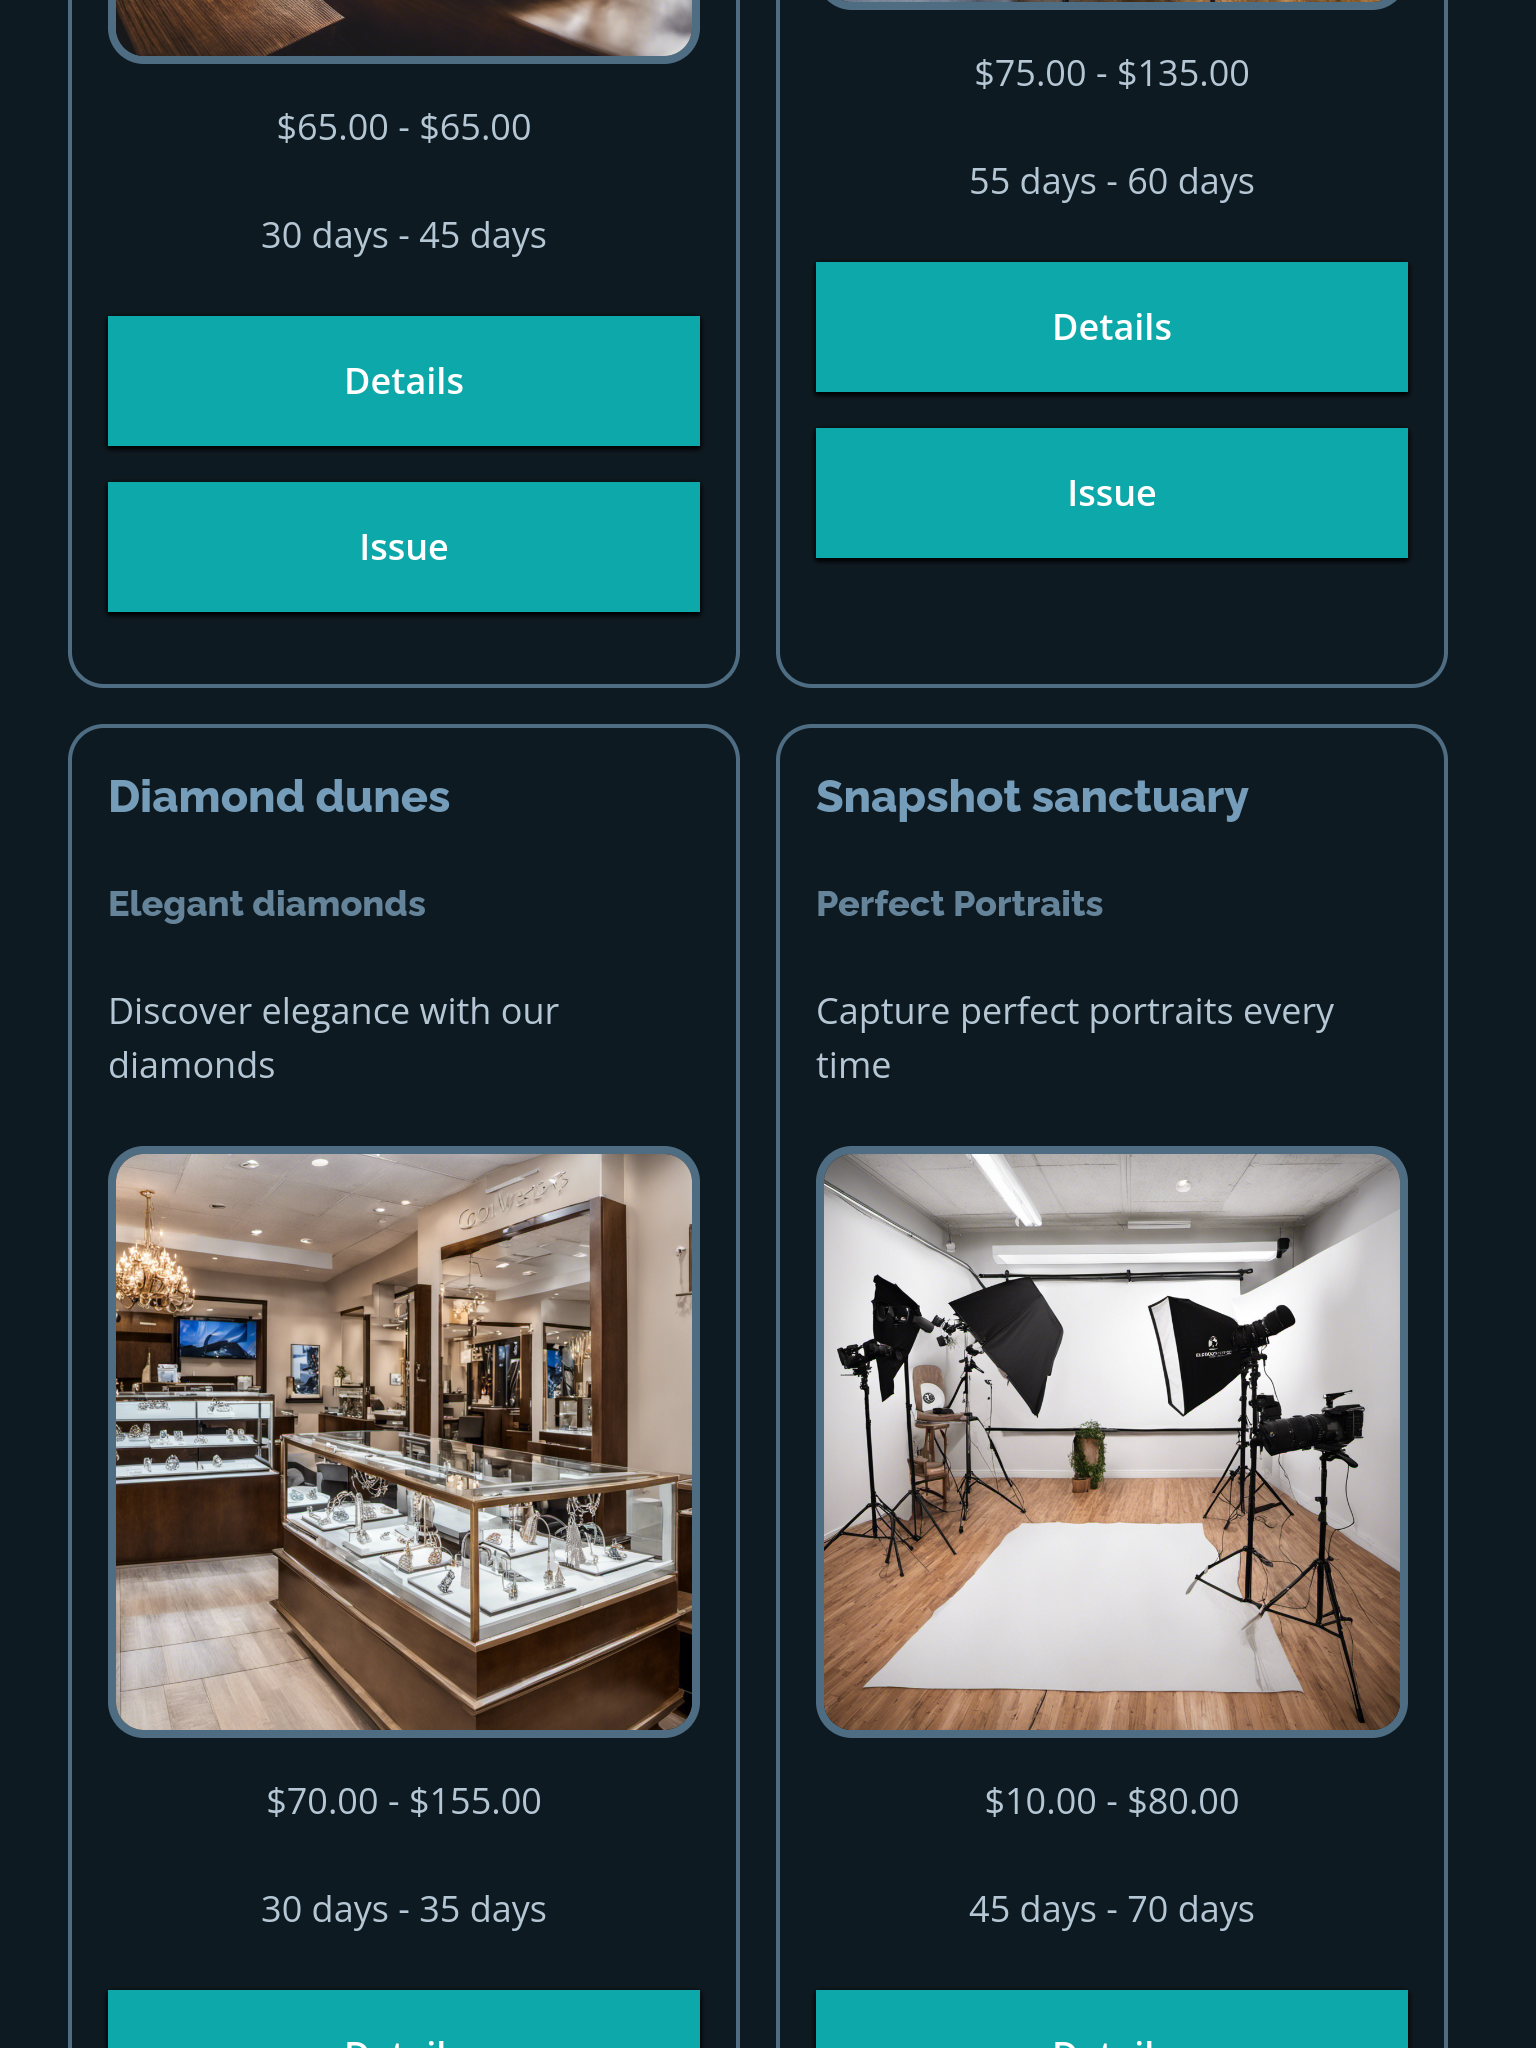 $65.00 - $65.00
30 days - 45 days
Details
Issue
$75.00 - $135.00
55 days - 60 days
Details
Issue
Diamond dunes
Elegant diamonds
Discover elegance with our
diamonds
$70.00 - $155.00
30 days - 35 days
Details
Snapshot sanctuary
Perfect Portraits
Capture perfect portraits every
time
$10.00 - $80.00
45 days - 70 days
Details